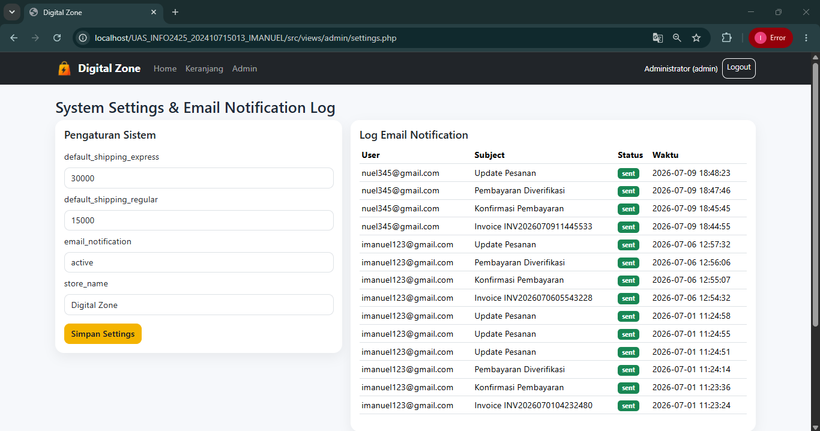 Digital Zone
localhost/UAS_INFO2425_202410715013_IMANUEL/src/views/admin/settings.php
I Error
Digital Zone Home Keranjang Admin Administrator (admin) Logout
System Settings & Email Notification Log
Pengaturan Sistem
default_shipping_express
30000
default_shipping_regular
15000
email_notification
active
store_name
Digital Zone
Simpan Settings
Log Email Notification
User Subject Status Waktu
nuel345@gmail.com Update Pesanan sent 2026-07-09 18:48:23
nuel345@gmail.com Pembayaran Diverifikasi sent 2026-07-09 18:47:46
nuel345@gmail.com Konfirmasi Pembayaran sent 2026-07-09 18:45:45
nuel345@gmail.com Invoice INV2026070911445533 sent 2026-07-09 18:44:55
imanuel123@gmail.com Update Pesanan sent 2026-07-06 12:57:32
imanuel123@gmail.com Pembayaran Diverifikasi sent 2026-07-06 12:56:06
imanuel123@gmail.com Konfirmasi Pembayaran sent 2026-07-06 12:55:07
imanuel123@gmail.com Invoice INV2026070605543228 sent 2026-07-06 12:54:32
imanuel123@gmail.com Update Pesanan sent 2026-07-01 11:24:58
imanuel123@gmail.com Update Pesanan sent 2026-07-01 11:24:55
imanuel123@gmail.com Update Pesanan sent 2026-07-01 11:24:51
imanuel123@gmail.com Pembayaran Diverifikasi sent 2026-07-01 11:24:14
imanuel123@gmail.com Konfirmasi Pembayaran sent 2026-07-01 11:23:36
imanuel123@gmail.com Invoice INV2026070104232480 sent 2026-07-01 11:23:24